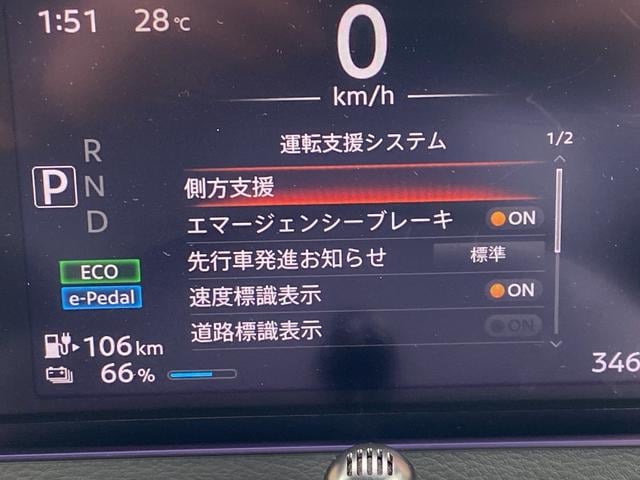 1:51 28℃
0
km/h
運転支援システム 1/2
R
P N
D
側方支援
エマージェンシーブレーキ ON
先行車発進お知らせ 標準
速度標識表示 ON
道路標識表示 ON
ECO
e-Pedal
106 km
66 %
346